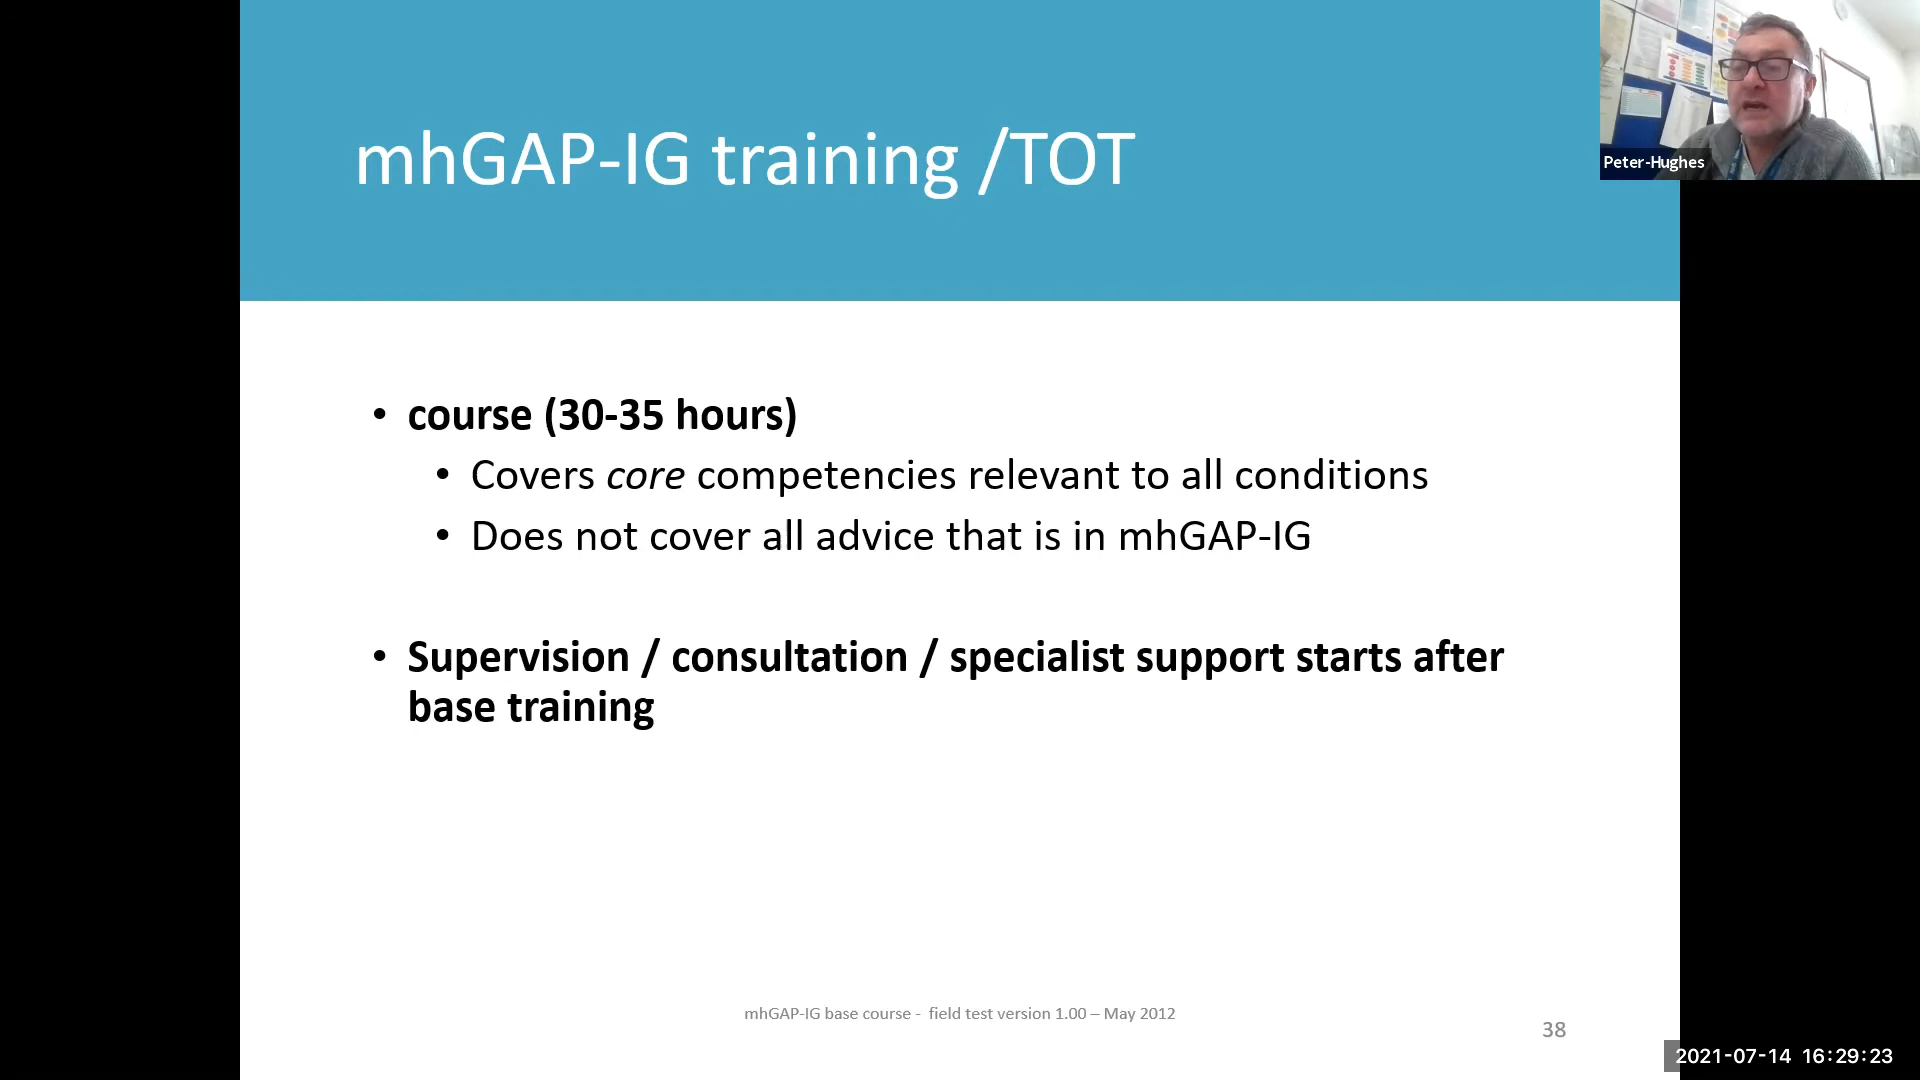 mhGAP-IG training /TOT
Peter-Hughes
• course (30-35 hours)
• Covers core competencies relevant to all conditions
• Does not cover all advice that is in mhGAP-IG
• Supervision / consultation / specialist support starts after
base training
mhGAP-IG base course - field test version 1.00 – May 2012
38
2021-07-14 16:29:23